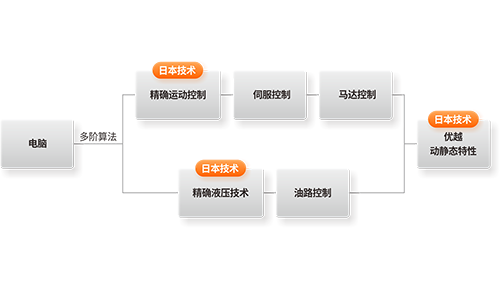 日本技术
精确运动控制
伺服控制
马达控制
电脑
多阶算法
日本技术
优越
动静态特性
日本技术
精确液压技术
油路控制